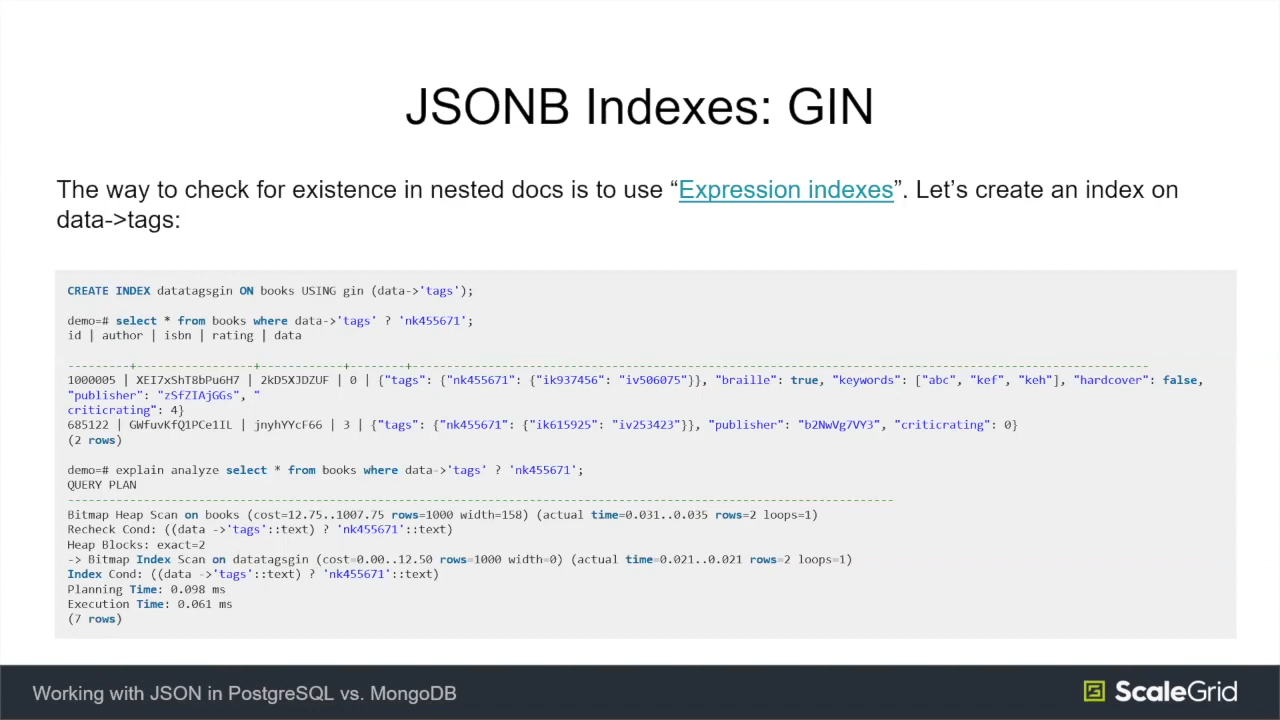 JSONB Indexes: GIN
The way to check for existence in nested docs is to use “Expression indexes”. Let’s create an index on
data->tags:
CREATE INDEX datatagsgin ON books USING gin (data->'tags');
demo=# select * from books where data->'tags' ? 'nk455671';
id | author | isbn | rating | data
---------+-----------------+------------+--------+---------------------------------------------------------------------------------------------------------------
1000005 | XEI7xShT8bPu6H7 | 2kD5XJDZUF | 0 | {"tags": {"nk455671": {"ik937456": "iv506075"}}, "braille": true, "keywords": ["abc", "kef", "keh"], "hardcover": false,
"publisher": "zSfZIAjGGs", "
criticrating": 4}
685122 | GWfuvKfQ1PCe1IL | jnyhYYcF66 | 3 | {"tags": {"nk455671": {"ik615925": "iv253423"}}, "publisher": "b2NwVg7VY3", "criticrating": 0}
(2 rows)
demo=# explain analyze select * from books where data->'tags' ? 'nk455671';
QUERY PLAN
------------------------------------------------------------------------------------------------------------------------
Bitmap Heap Scan on books (cost=12.75..1007.75 rows=1000 width=158) (actual time=0.031..0.035 rows=2 loops=1)
Recheck Cond: ((data ->'tags'::text) ? 'nk455671'::text)
Heap Blocks: exact=2
-> Bitmap Index Scan on datatagsgin (cost=0.00..12.50 rows=1000 width=0) (actual time=0.021..0.021 rows=2 loops=1)
Index Cond: ((data ->'tags'::text) ? 'nk455671'::text)
Planning Time: 0.098 ms
Execution Time: 0.061 ms
(7 rows)
Working with JSON in PostgreSQL vs. MongoDB
ScaleGrid